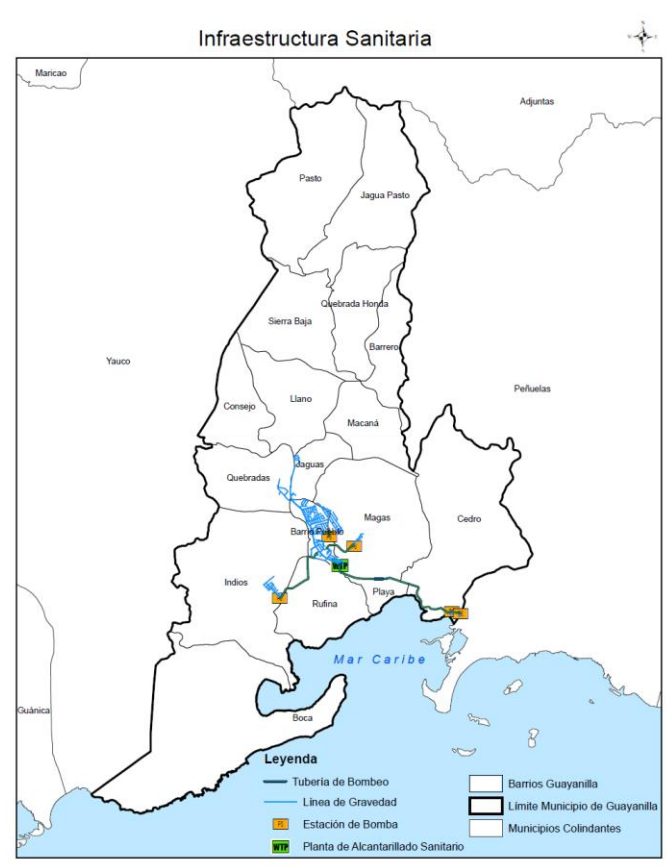 Infraestructura Sanitaria
Maricao
Adjuntas
Pasto
Jagua Pasto
Quebrada Honda
Sierra Baja
Barrero
Yauco
Peñuelas
Llano
Consejo
Macaná
Jaguas
Quebradas
Magas
Cedro
Barrio Pueblo
WTP
Indios
Playa
Rufina
Mar Caribe
Guánica
Boca
Leyenda
Tubería de Bombeo
Línea de Gravedad
Estación de Bomba
WTP Planta de Alcantarillado Sanitario
Barrios Guayanilla
Límite Municipio de Guayanilla
Municipios Colindantes